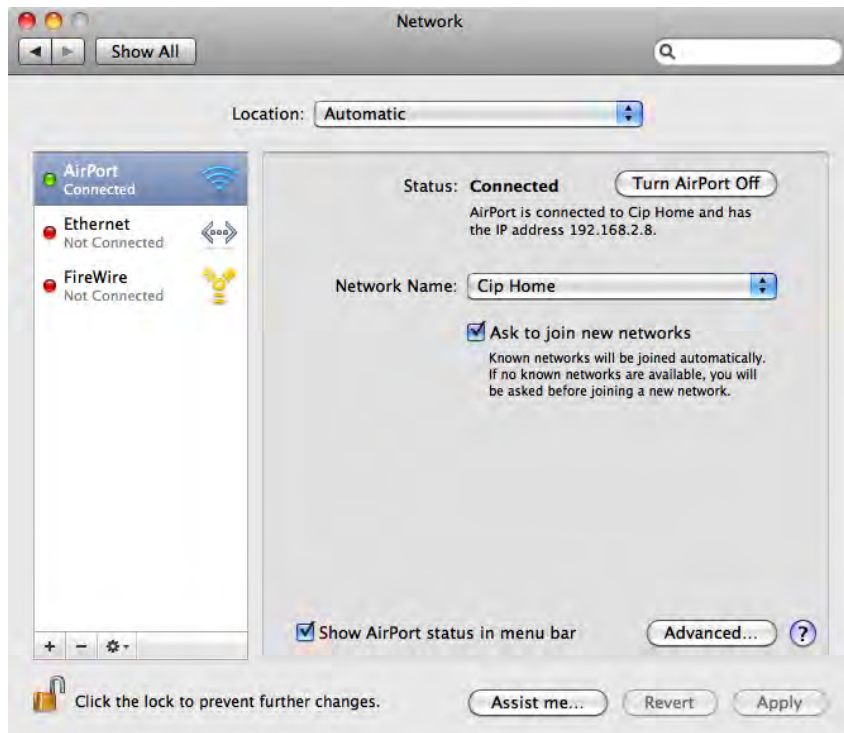 Network
Show All
Location: Automatic
AirPort
Connected
Ethernet
Not Connected
FireWire
Not Connected
Status: Connected Turn AirPort Off
AirPort is connected to Cip Home and has
the IP address 192.168.2.8.
Network Name: Cip Home
Ask to join new networks
Known networks will be joined automatically.
If no known networks are available, you will
be asked before joining a new network.
Show AirPort status in menu bar Advanced... ?
Click the lock to prevent further changes. Assist me... Revert Apply